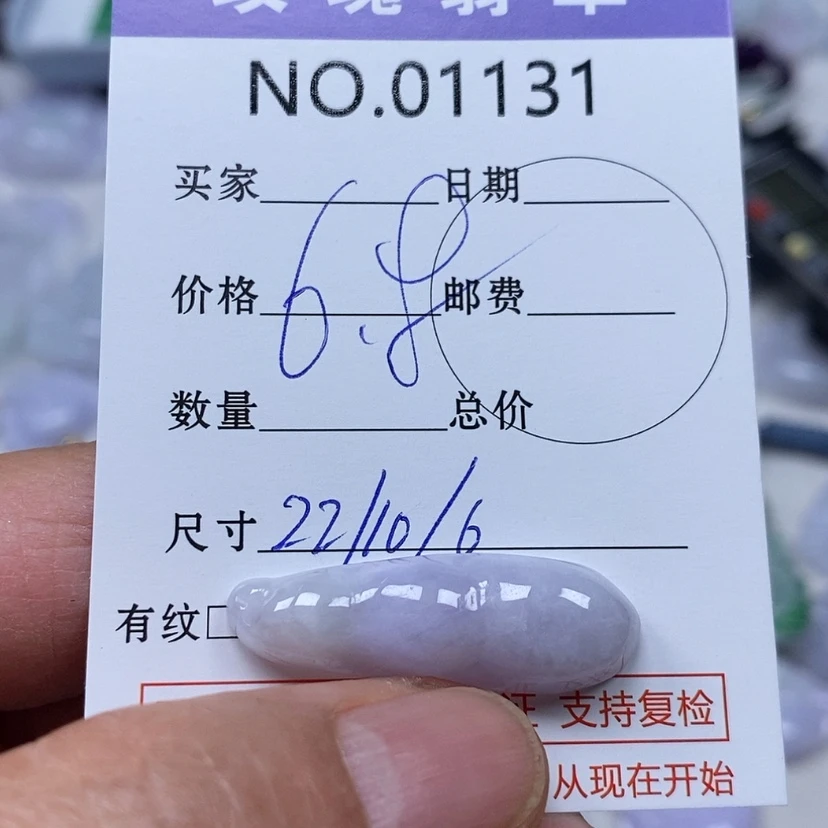 NO.01131
买家 日期
价格 6.8 邮费
数量 总价
尺寸 22/10/6
有纹□
证 支持复检
从现在开始